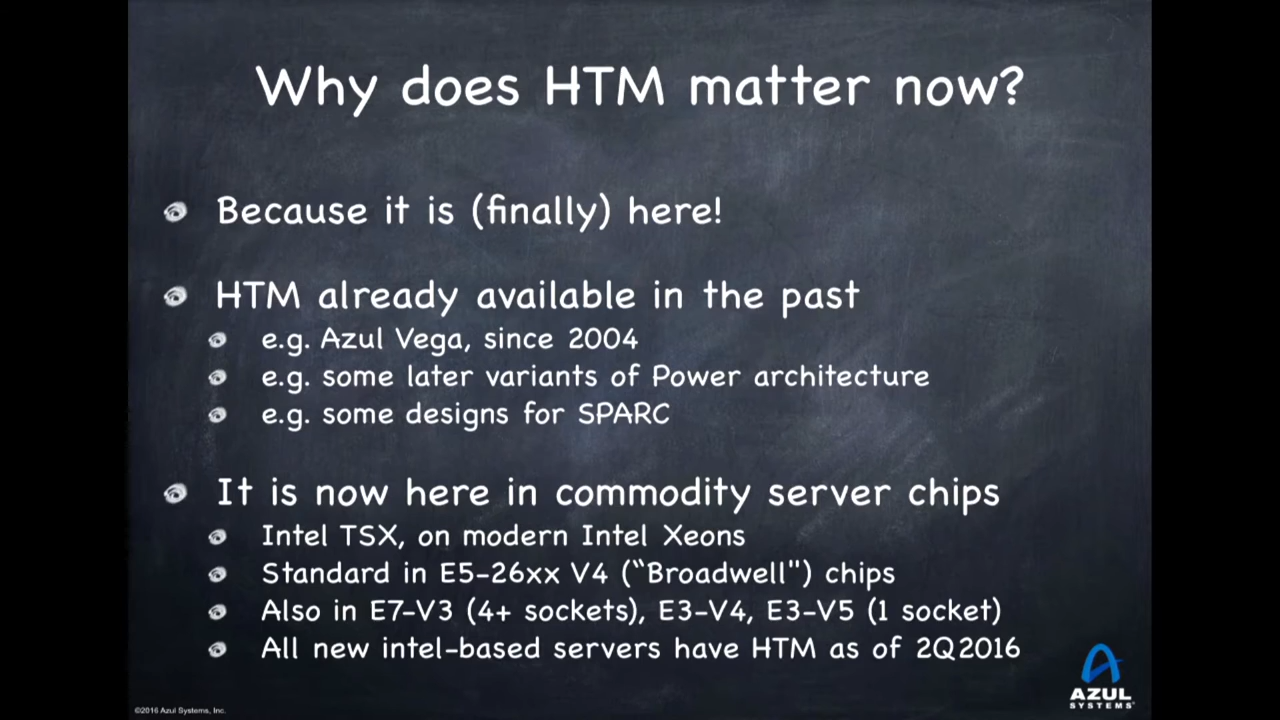 Why does HTM matter now?
Because it is (finally) here!
HTM already available in the past
e.g. Azul Vega, since 2004
e.g. some later variants of Power architecture
e.g. some designs for SPARC
It is now here in commodity server chips
Intel TSX, on modern Intel Xeons
Standard in E5-26xx V4 (“Broadwell") chips
Also in E7-V3 (4+ sockets), E3-V4, E3-V5 (1 socket)
All new intel-based servers have HTM as of 2Q2016
©2016 Azul Systems, Inc.
AZUL
SYSTEMS